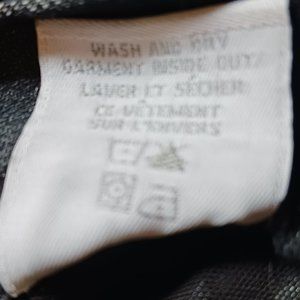 WASH AND DRY
GARMENT INSIDE OUT/
LAVER ET SÉCHER
CE VÊTEMENT
SUR L'ENVERS